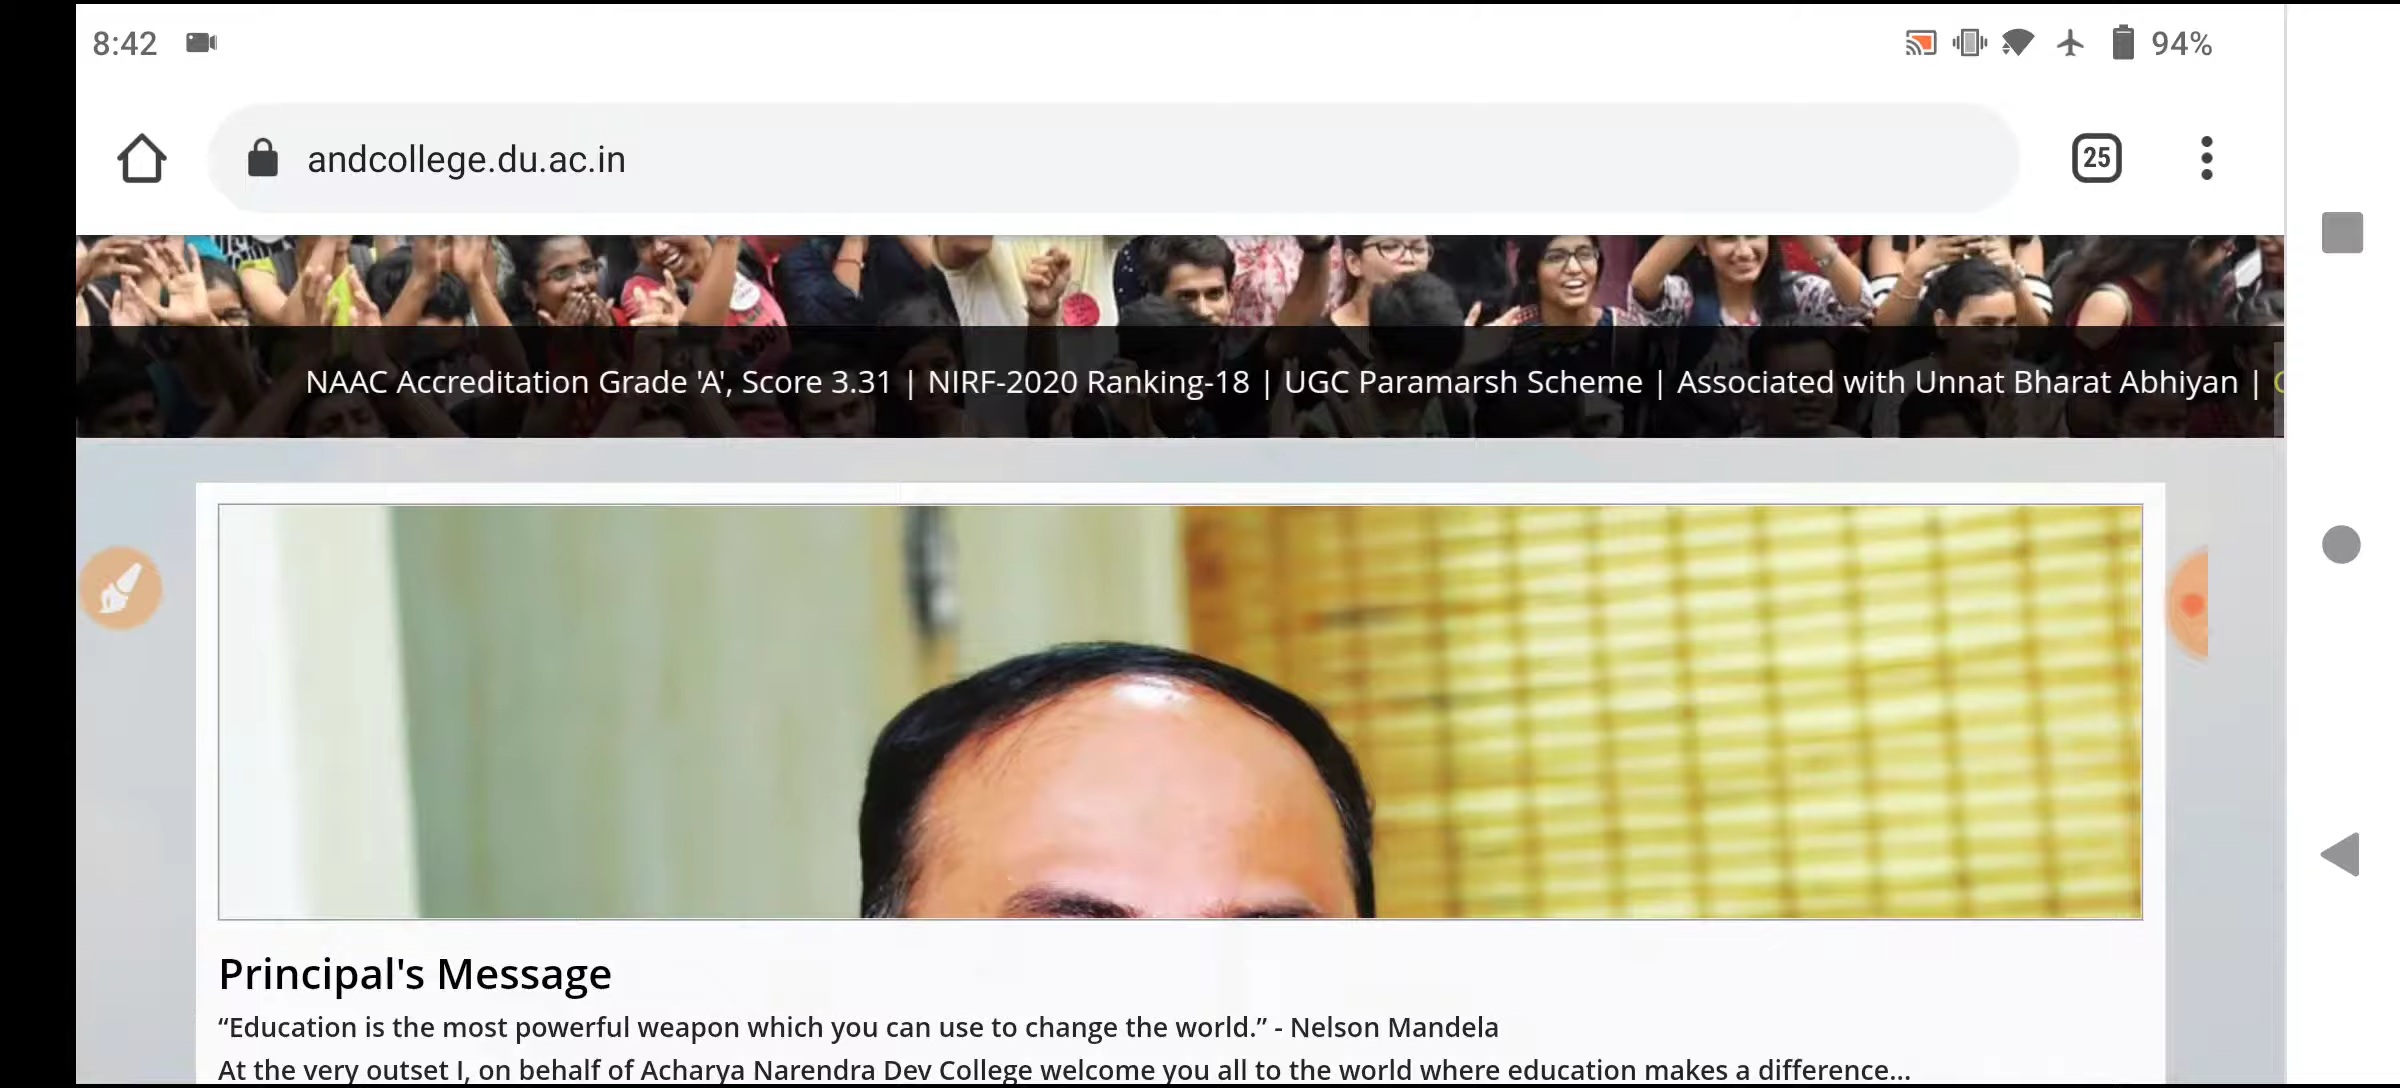 8:42
94%
andcollege.du.ac.in
25
NAAC Accreditation Grade 'A', Score 3.31 | NIRF-2020 Ranking-18 | UGC Paramarsh Scheme | Associated with Unnat Bharat Abhiyan |
Principal's Message
“Education is the most powerful weapon which you can use to change the world.” - Nelson Mandela
At the very outset I, on behalf of Acharya Narendra Dev College welcome you all to the world where education makes a difference...